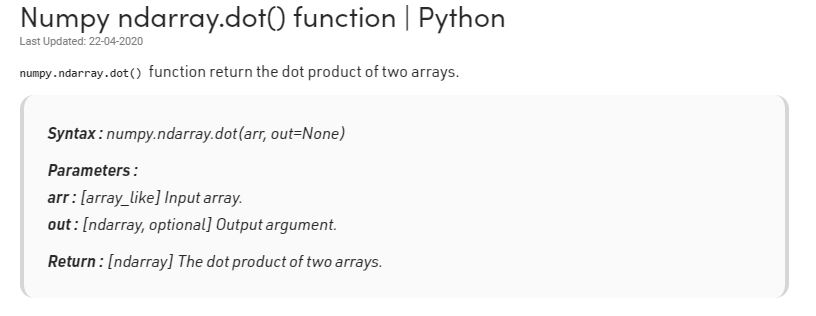 Numpy ndarray.dot() function | Python
Last Updated: 22-04-2020
numpy.ndarray.dot() function return the dot product of two arrays.
Syntax : numpy.ndarray.dot(arr, out=None)
Parameters :
arr : [array_like] Input array.
out : [ndarray, optional] Output argument.
Return : [ndarray] The dot product of two arrays.